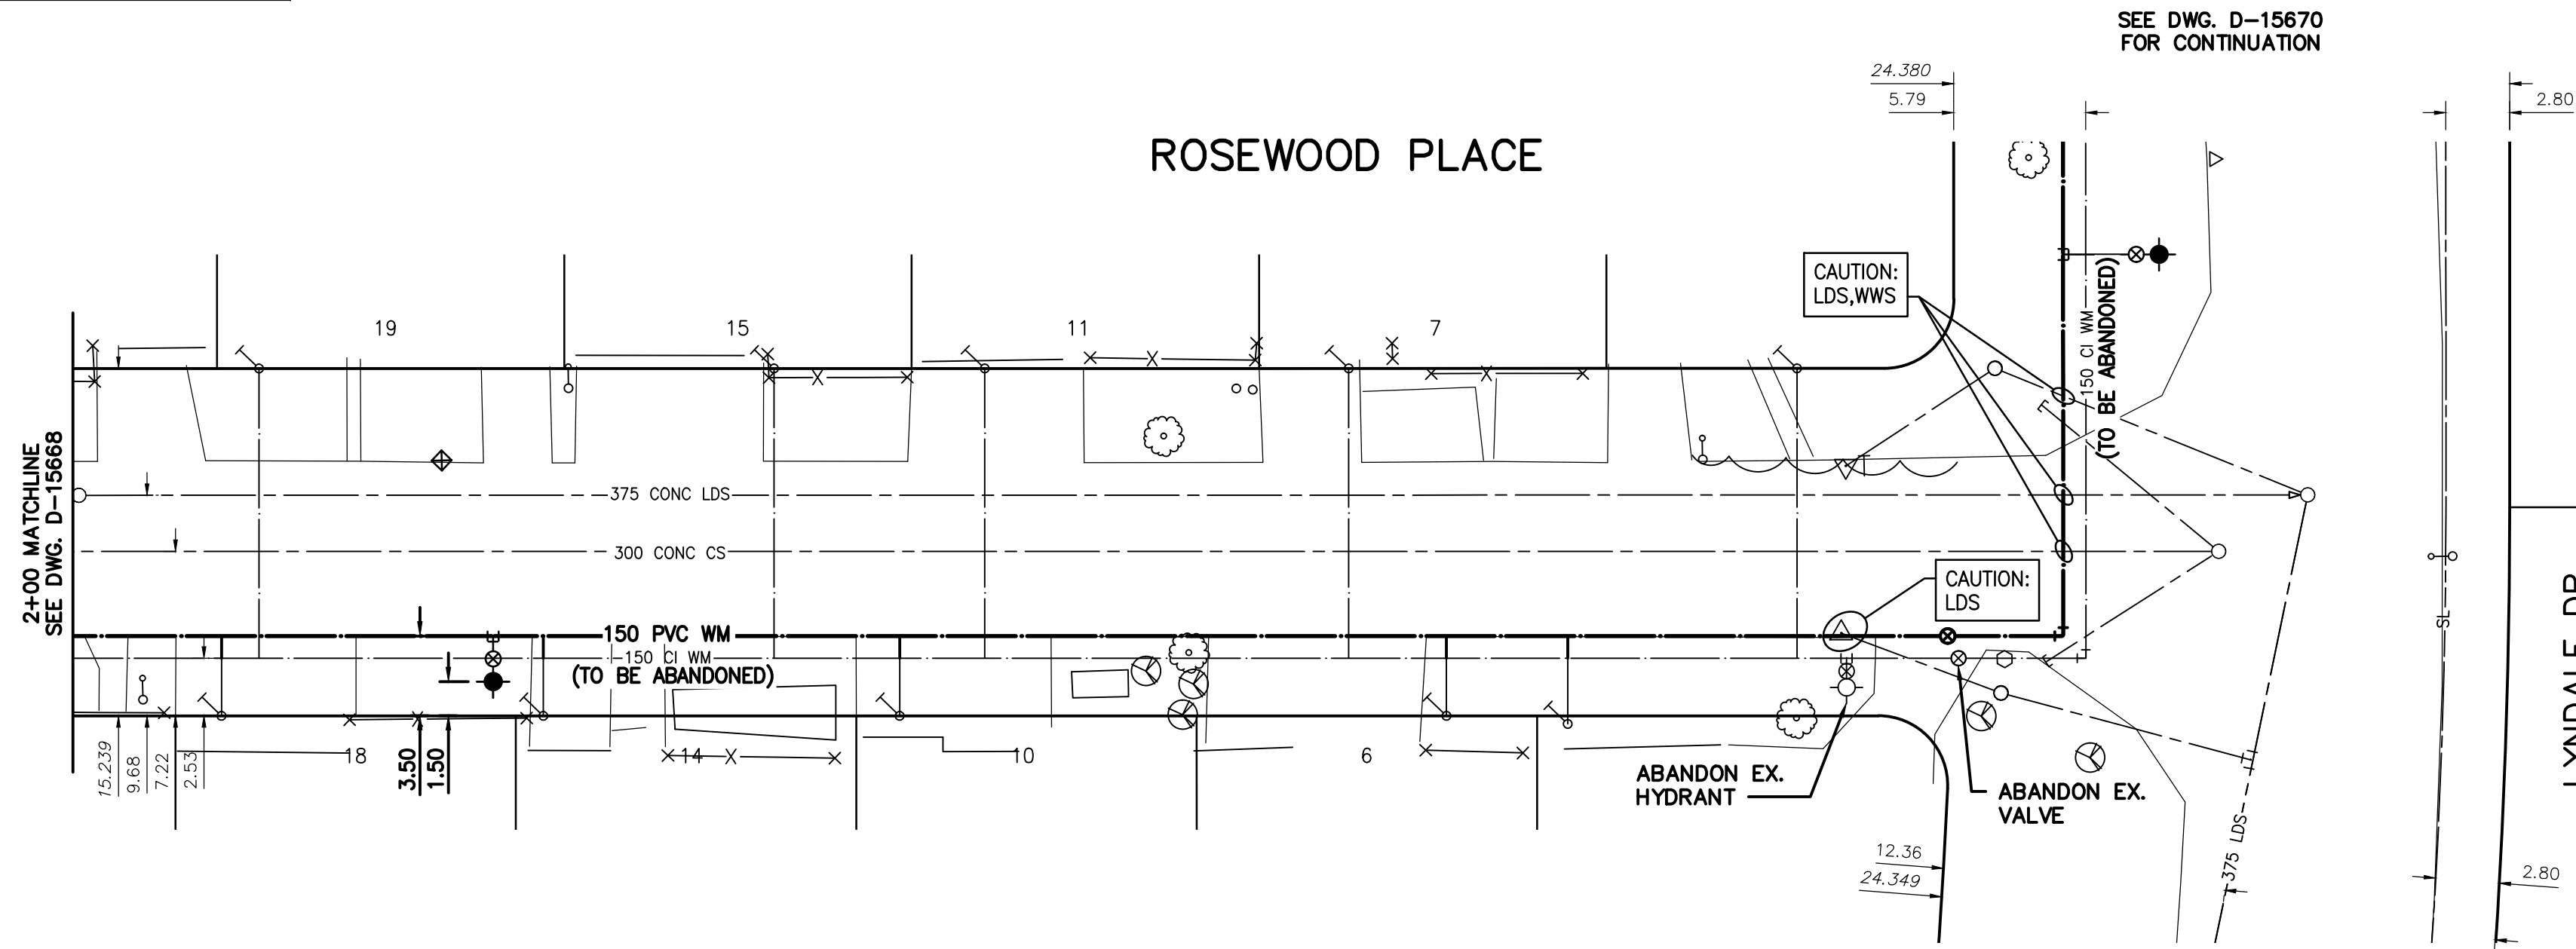 SEE DWG. D-15670
FOR CONTINUATION
24.380
5.79
2.80
ROSEWOOD PLACE
CAUTION:
LDS,WWS
19
15
11
7
150 CI WM
(TO BE ABANDONED)
2+00 MATCHLINE
SEE DWG. D-15668
375 CONC LDS
300 CONC CS
CAUTION:
LDS
SL
150 PVC WM
150 CI WM
(TO BE ABANDONED)
15.239
9.68
7.22
2.53
3.50
1.50
18
14
10
6
ABANDON EX.
HYDRANT
ABANDON EX.
VALVE
LYNDALE DR
375 LDS
12.36
24.349
2.80